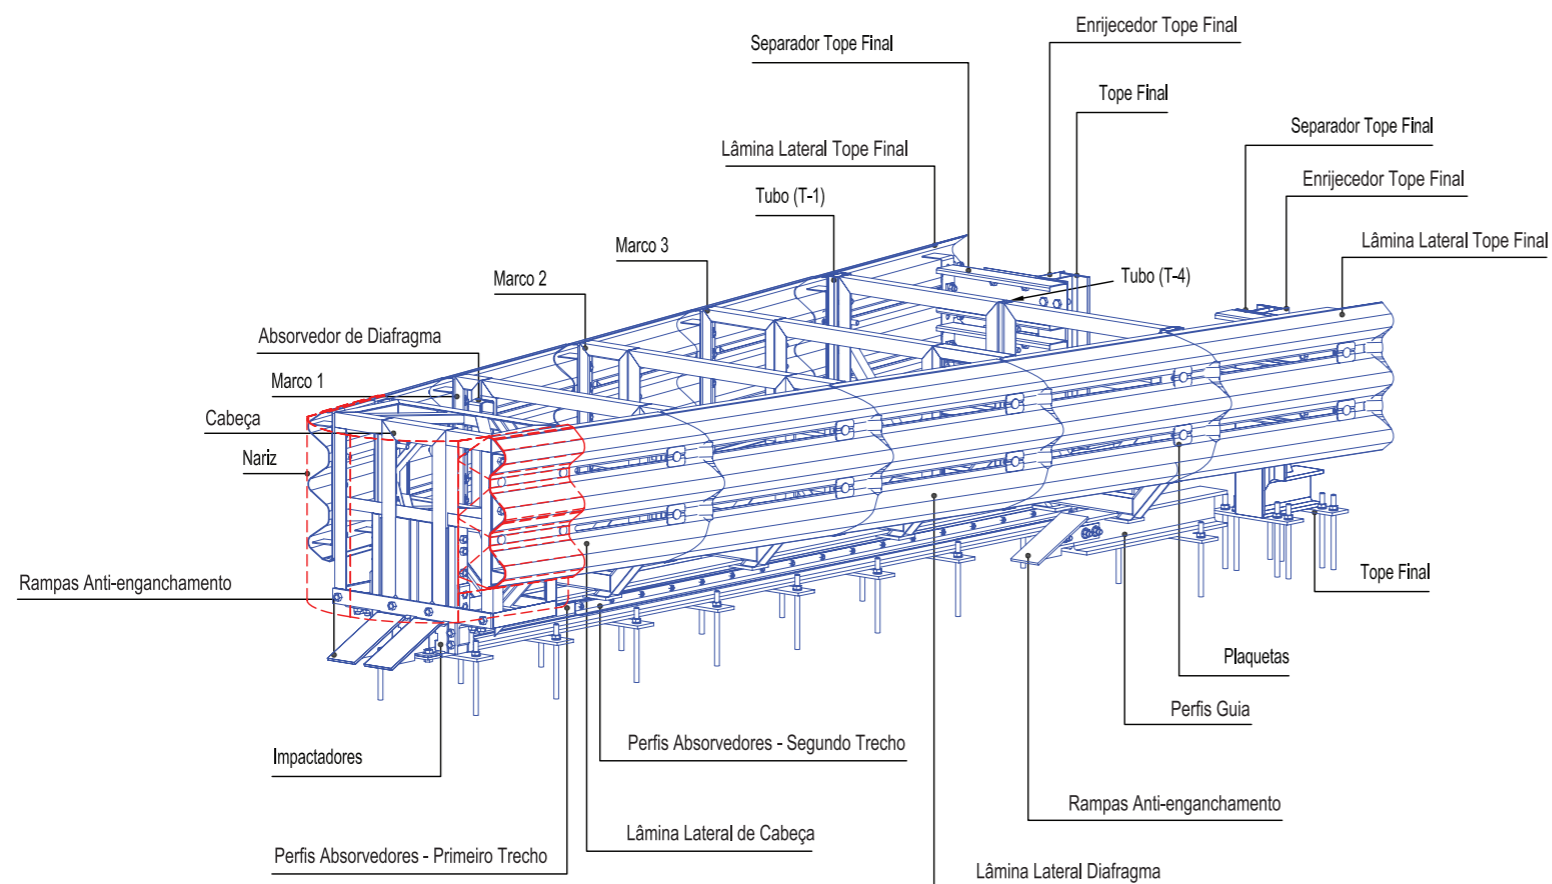 Enrijecedor Tope Final
Separador Tope Final
Tope Final
Separador Tope Final
Lâmina Lateral Tope Final
Enrijecedor Tope Final
Tubo (T-1)
Marco 3
Lâmina Lateral Tope Final
Marco 2
Tubo (T-4)
Absorvedor de Diafragma
Marco 1
Cabeça
Nariz
Rampas Anti-enganchamento
Tope Final
Plaquetas
Perfis Guia
Perfis Absorvedores - Segundo Trecho
Impactadores
Rampas Anti-enganchamento
Lâmina Lateral de Cabeça
Perfis Absorvedores - Primeiro Trecho
Lâmina Lateral Diafragma